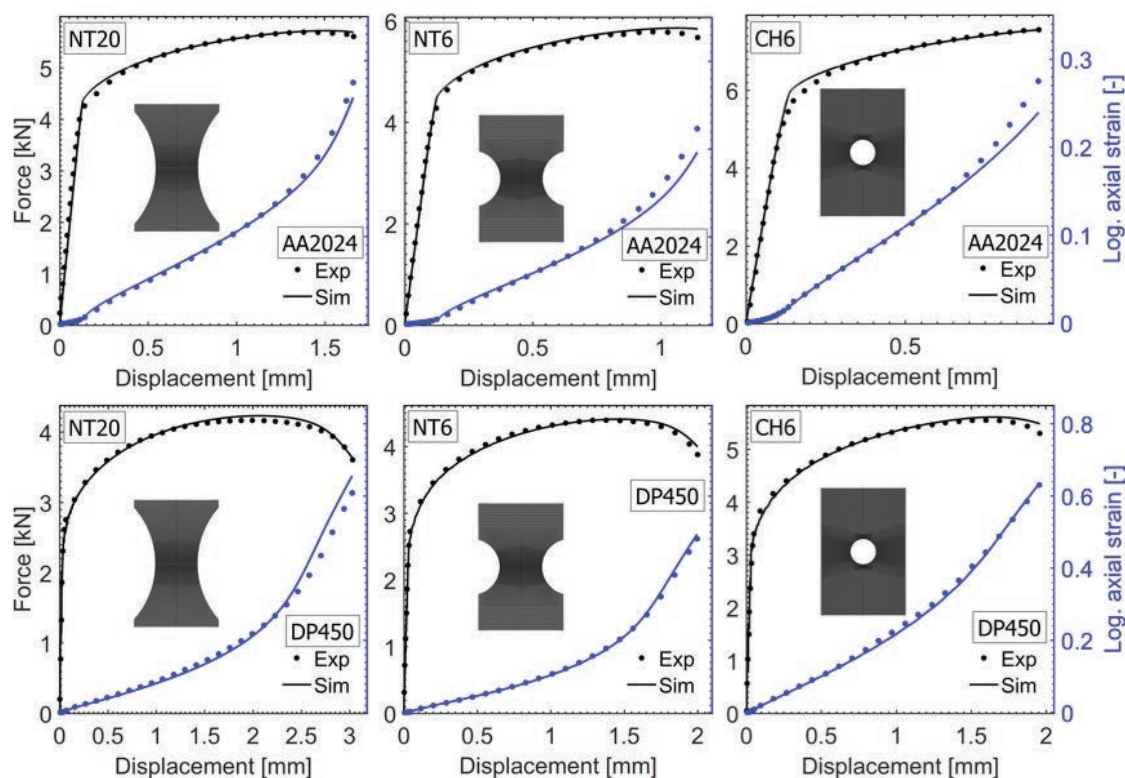 NT20
NT6
CH6
Force [kN]
5
4
3
2
1
0
6
4
2
0
6
4
2
0
0.3
0.2
0.1
0
Log. axial strain [-]
AA2024
Exp
Sim
AA2024
Exp
Sim
AA2024
Exp
Sim
0 0.5 1 1.5
0 0.5 1
0 0.5
Displacement [mm]
Displacement [mm]
Displacement [mm]
NT20
NT6
CH6
Force [kN]
4
3
2
1
0
4
3
2
1
0
5
4
3
2
1
0
0.8
0.6
0.4
0.2
0
Log. axial strain [-]
DP450
Exp
Sim
DP450
Exp
Sim
DP450
Exp
Sim
0 0.5 1 1.5 2 2.5 3
0 0.5 1 1.5 2
0 0.5 1 1.5 2
Displacement [mm]
Displacement [mm]
Displacement [mm]